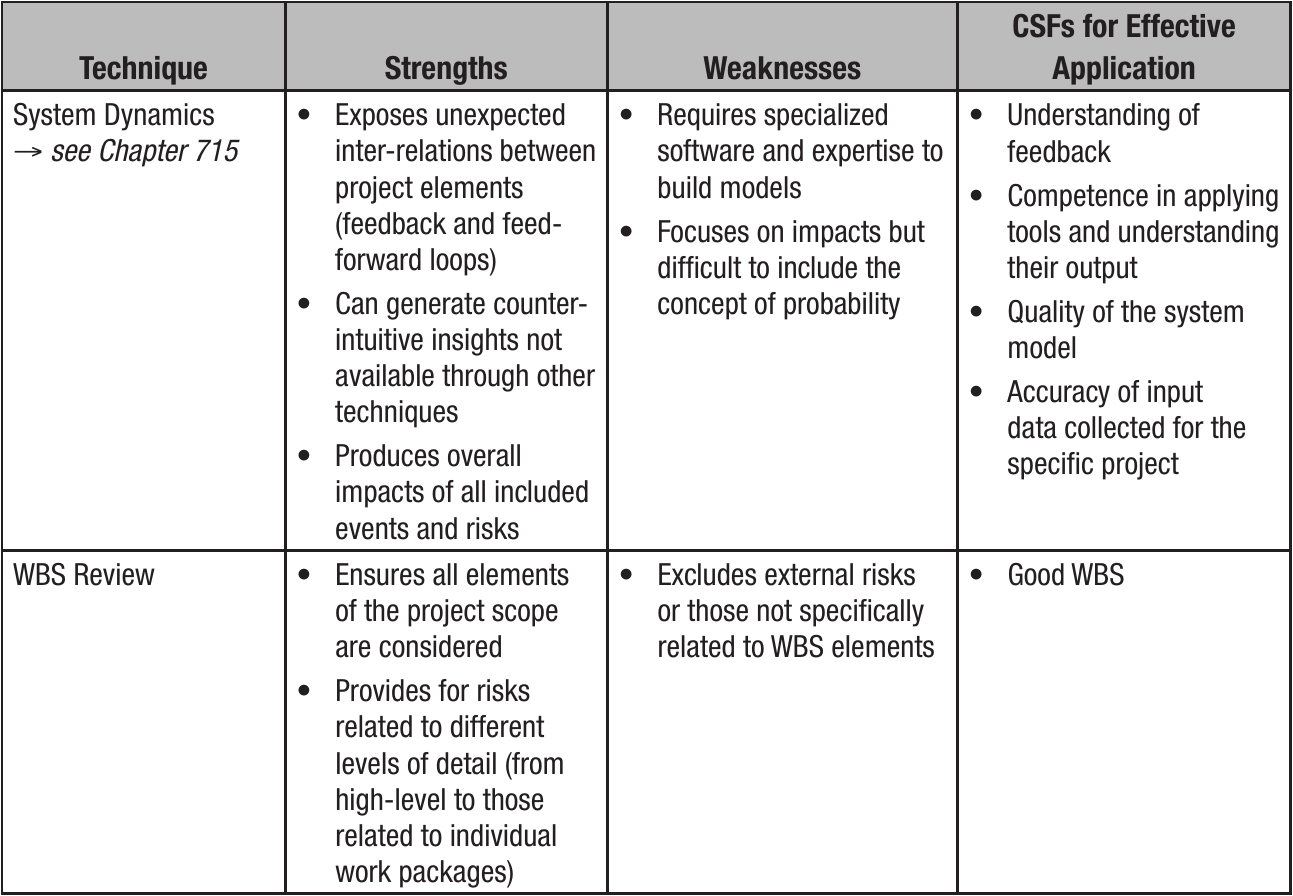 Technique
Strengths
Weaknesses
CSFs for Effective
Application
System Dynamics
→ see Chapter 715
• Exposes unexpected
inter-relations between
project elements
(feedback and feed-
forward loops)
• Can generate counter-
intuitive insights not
available through other
techniques
• Produces overall
impacts of all included
events and risks
• Requires specialized
software and expertise to
build models
• Focuses on impacts but
difficult to include the
concept of probability
• Understanding of
feedback
• Competence in applying
tools and understanding
their output
• Quality of the system
model
• Accuracy of input
data collected for the
specific project
WBS Review
• Ensures all elements
of the project scope
are considered
• Provides for risks
related to different
levels of detail (from
high-level to those
related to individual
work packages)
• Excludes external risks
or those not specifically
related to WBS elements
• Good WBS